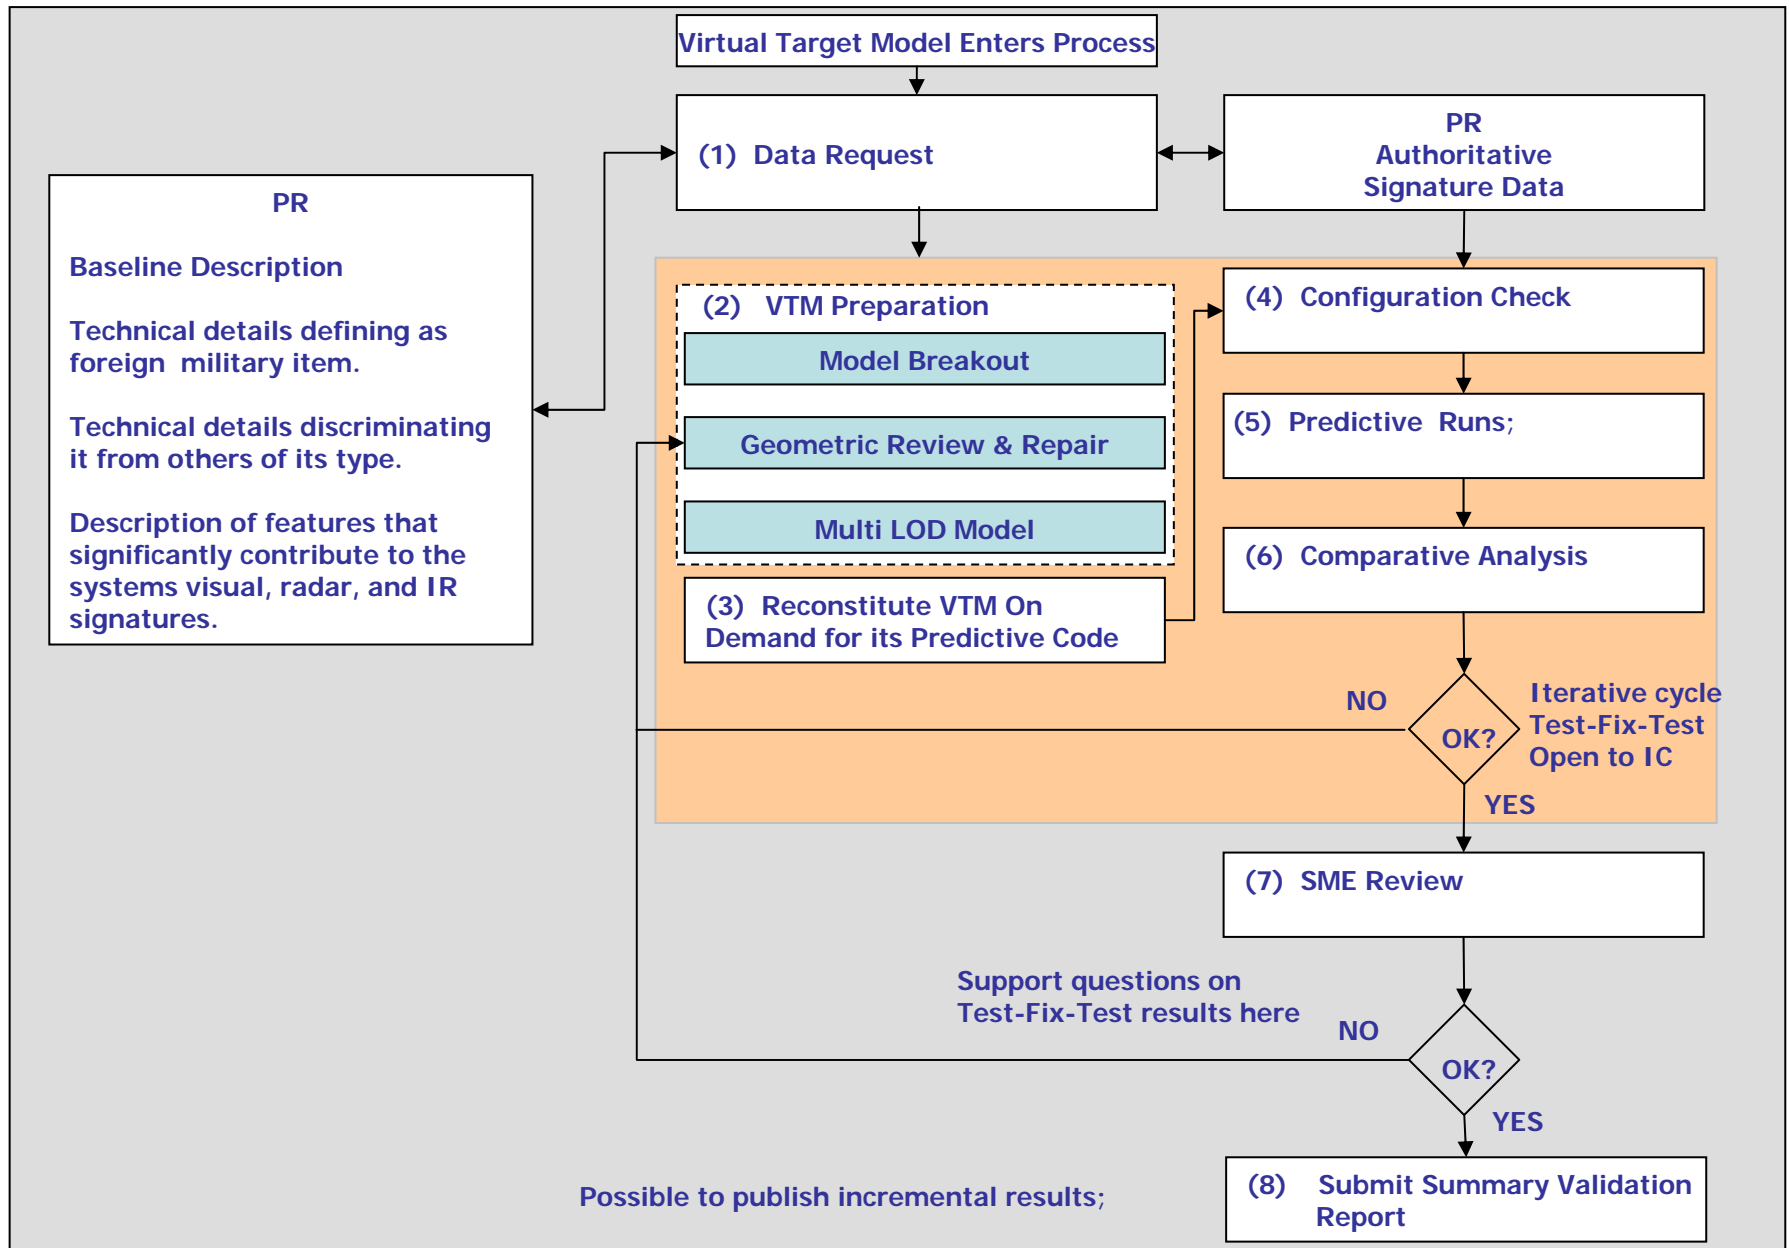 Virtual Target Model Enters Process
(1) Data Request
PR
Authoritative
Signature Data
PR
Baseline Description
Technical details defining as
foreign military item.
Technical details discriminating
it from others of its type.
Description of features that
significantly contribute to the
systems visual, radar, and IR
signatures.
(2) VTM Preparation
Model Breakout
Geometric Review & Repair
Multi LOD Model
(3) Reconstitute VTM On
Demand for its Predictive Code
(4) Configuration Check
(5) Predictive Runs;
(6) Comparative Analysis
NO
OK?
Iterative cycle
Test-Fix-Test
Open to IC
YES
(7) SME Review
Support questions on
Test-Fix-Test results here
NO
OK?
YES
Possible to publish incremental results;
(8) Submit Summary Validation
Report